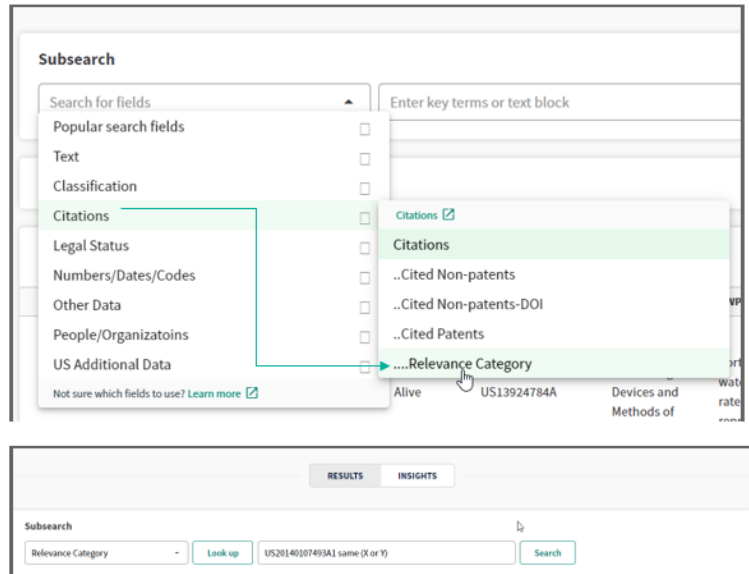 Subsearch
Search for fields
Enter key terms or text block
Popular search fields
Text
Classification
Citations
Citations
Legal Status
Citations
Numbers/Dates/Codes
..Cited Non-patents
Other Data
..Cited Non-patents-DOI
People/Organizatoins
..Cited Patents
US Additional Data
....Relevance Category
Not sure which fields to use? Learn more
Alive US13924784A Devices and
Methods of
RESULTS INSIGHTS
Subsearch
Relevance Category Look up US20140107493A1 same (X or Y) Search